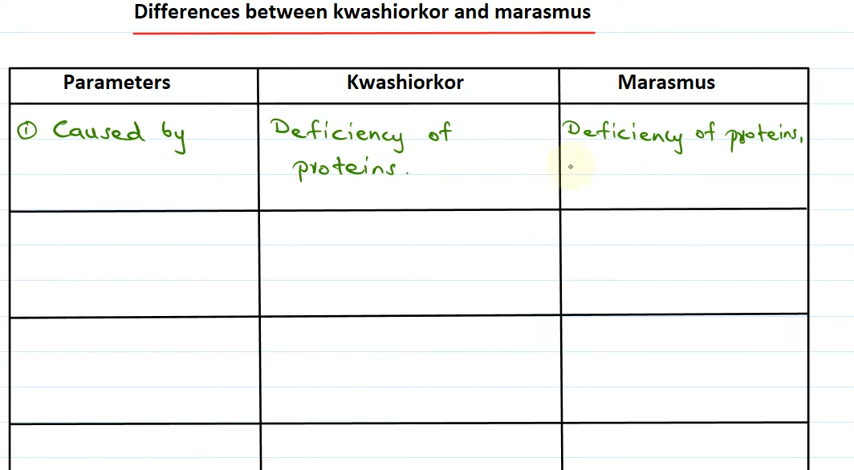 Differences between kwashiorkor and marasmus
Parameters Kwashiorkor Marasmus
① Caused by Deficiency of Deficiency of proteins,
proteins.